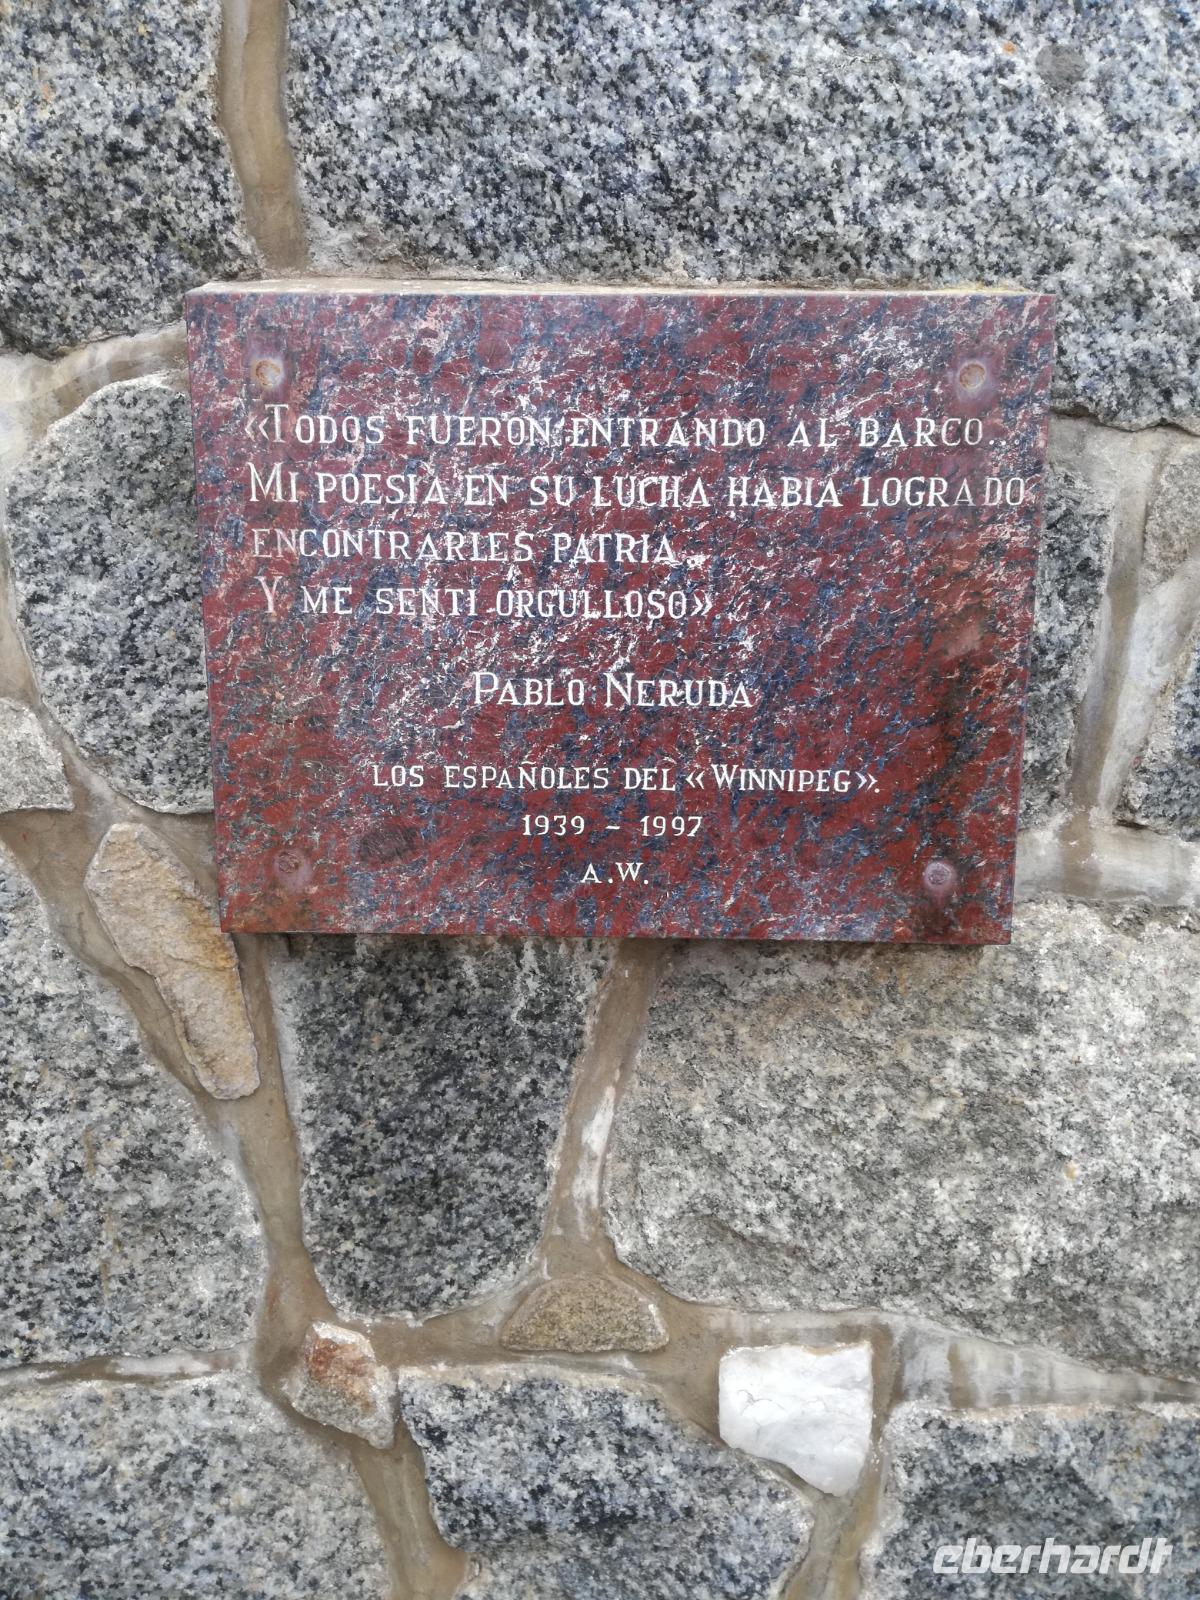 «TODOS FUERON ENTRANDO AL BARCO...
MI POESIA EN SU LUCHA HABIA LOGRADO
ENCONTRARLES PATRIA.
Y ME SENTI ORGULLOSO»
PABLO NERUDA
LOS ESPAÑOLES DEL «WINNIPEG».
1939 - 1997
A.W.
eberhardt